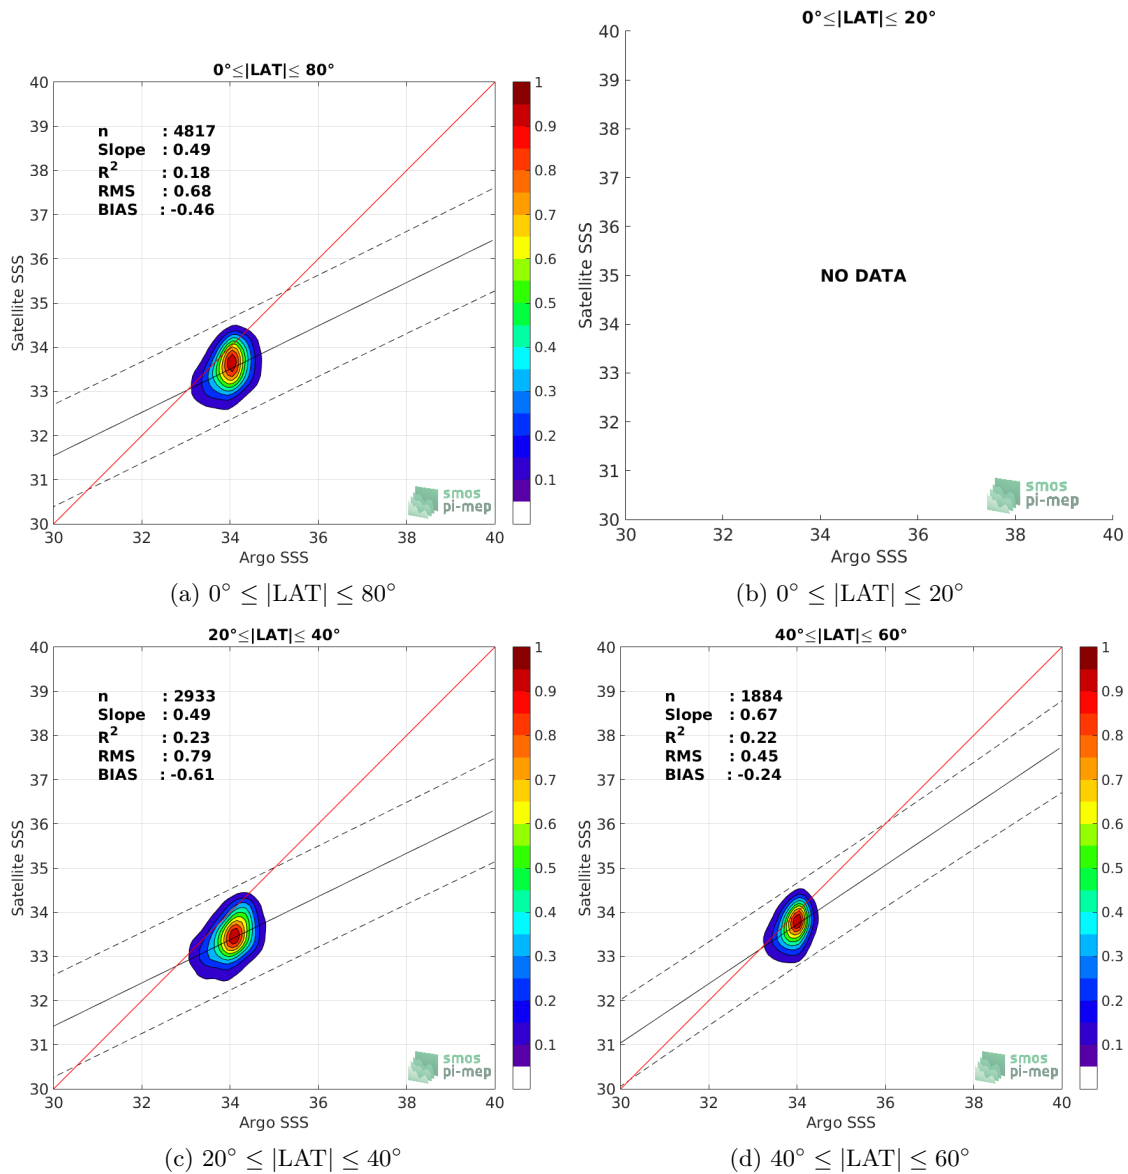 0°≤|LAT|≤ 80°
40
39
38
37
36
35
34
33
32
31
30
Satellite SSS
n : 4817
Slope : 0.49
R² : 0.18
RMS : 0.68
BIAS : -0.46
smos
pi-mep
30 32 34 36 38 40
Argo SSS
1
0.9
0.8
0.7
0.6
0.5
0.4
0.3
0.2
0.1
(a) 0° ≤ |LAT| ≤ 80°
0°≤|LAT|≤ 20°
40
39
38
37
36
35
34
33
32
31
30
Satellite SSS
NO DATA
smos
pi-mep
30 32 34 36 38 40
Argo SSS
(b) 0° ≤ |LAT| ≤ 20°
20°≤|LAT|≤ 40°
40
39
38
37
36
35
34
33
32
31
30
Satellite SSS
n : 2933
Slope : 0.49
R² : 0.23
RMS : 0.79
BIAS : -0.61
smos
pi-mep
30 32 34 36 38 40
Argo SSS
1
0.9
0.8
0.7
0.6
0.5
0.4
0.3
0.2
0.1
(c) 20° ≤ |LAT| ≤ 40°
40°≤|LAT|≤ 60°
40
39
38
37
36
35
34
33
32
31
30
Satellite SSS
n : 1884
Slope : 0.67
R² : 0.22
RMS : 0.45
BIAS : -0.24
smos
pi-mep
30 32 34 36 38 40
Argo SSS
1
0.9
0.8
0.7
0.6
0.5
0.4
0.3
0.2
0.1
(d) 40° ≤ |LAT| ≤ 60°